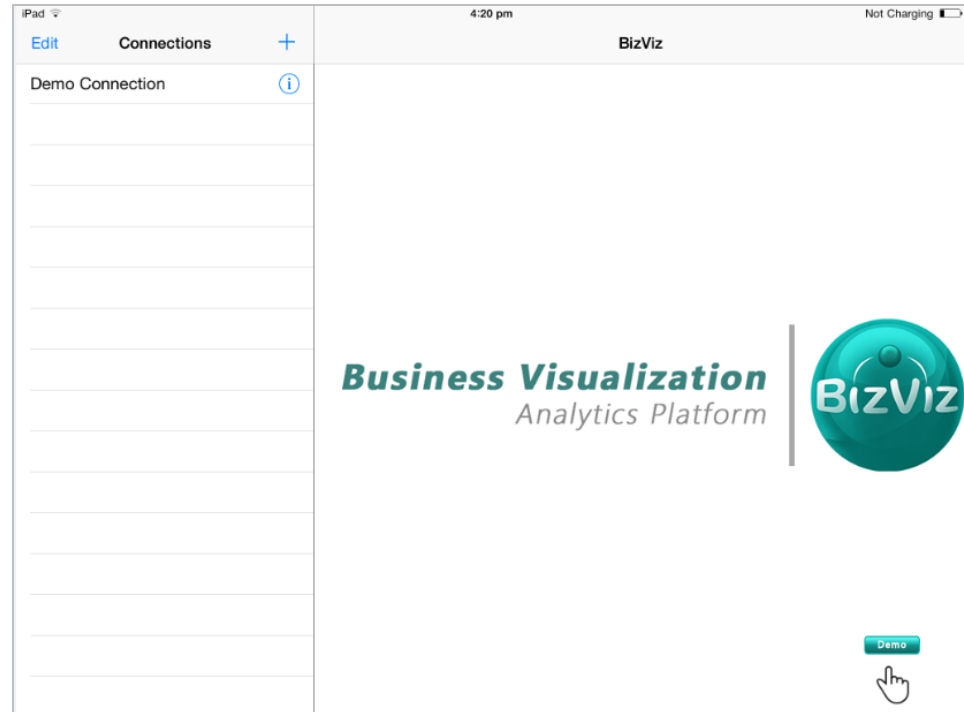 iPad 4:20 pm Not Charging
Edit Connections + BizViz
Demo Connection i
Business Visualization
Analytics Platform
BizViz
Demo